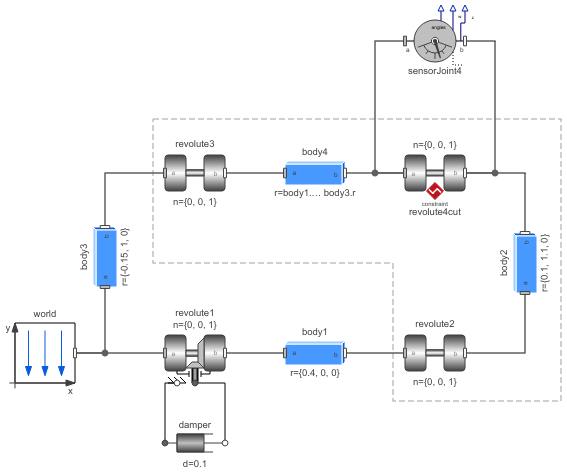 angles
a
b
sensorJoint4
revolute3
a
b
n={0, 0, 1}
body4
a
b
r=body1.... body3.r
n={0, 0, 1}
a
b
constraint
revolute4cut
body3
r={-0.15, 1, 0}
body2
r={0.1, 1.1, 0}
world
y
x
revolute1
n={0, 0, 1}
a
b
body1
a
b
r={0.4, 0, 0}
revolute2
a
b
n={0, 0, 1}
damper
d=0.1